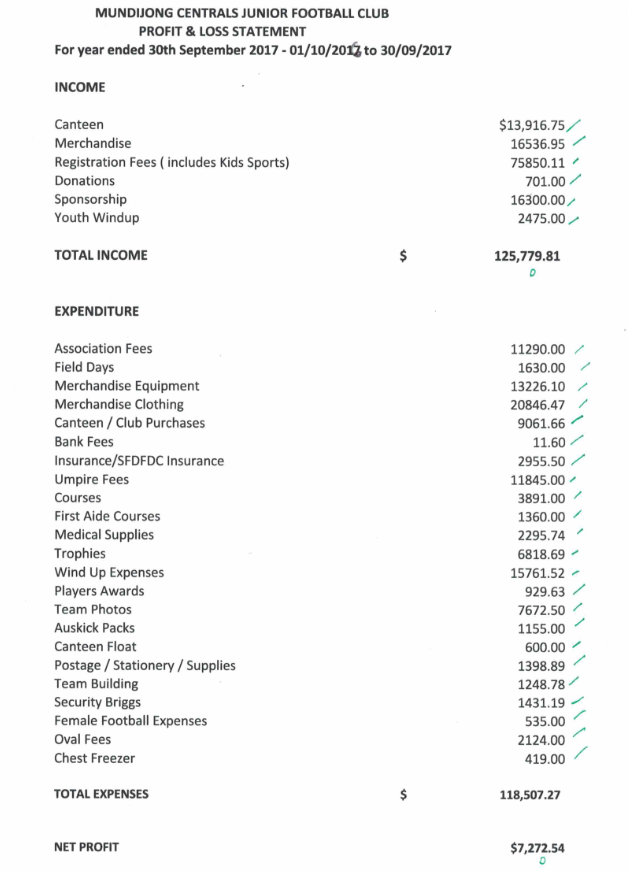 MUNDIJONG CENTRALS JUNIOR FOOTBALL CLUB
PROFIT & LOSS STATEMENT
For year ended 30th September 2017 - 01/10/2016 to 30/09/2017
INCOME
Canteen $13,916.75
Merchandise 16536.95
Registration Fees ( includes Kids Sports) 75850.11
Donations 701.00
Sponsorship 16300.00
Youth Windup 2475.00
TOTAL INCOME $ 125,779.81
EXPENDITURE
Association Fees 11290.00
Field Days 1630.00
Merchandise Equipment 13226.10
Merchandise Clothing 20846.47
Canteen / Club Purchases 9061.66
Bank Fees 11.60
Insurance/SFDFDC Insurance 2955.50
Umpire Fees 11845.00
Courses 3891.00
First Aide Courses 1360.00
Medical Supplies 2295.74
Trophies 6818.69
Wind Up Expenses 15761.52
Players Awards 929.63
Team Photos 7672.50
Auskick Packs 1155.00
Canteen Float 600.00
Postage / Stationery / Supplies 1398.89
Team Building 1248.78
Security Briggs 1431.19
Female Football Expenses 535.00
Oval Fees 2124.00
Chest Freezer 419.00
TOTAL EXPENSES $ 118,507.27
NET PROFIT $7,272.54